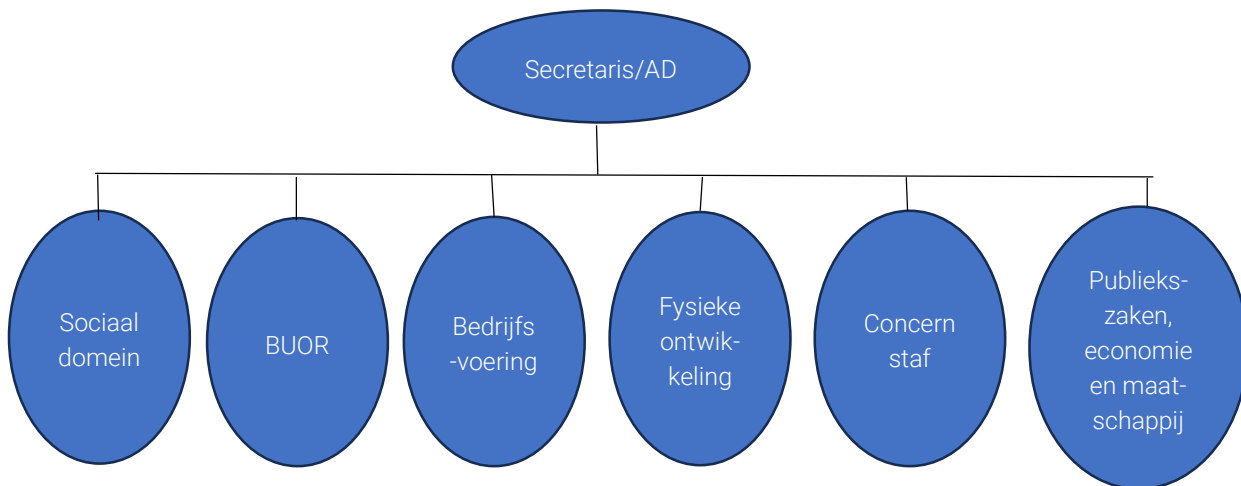 Secretaris/AD
Sociaal
domein
BUOR
Bedrijfs
-voering
Fysieke
ontwik-
keling
Concern
staf
Publieks-
zaken,
economie
en maat-
schappij